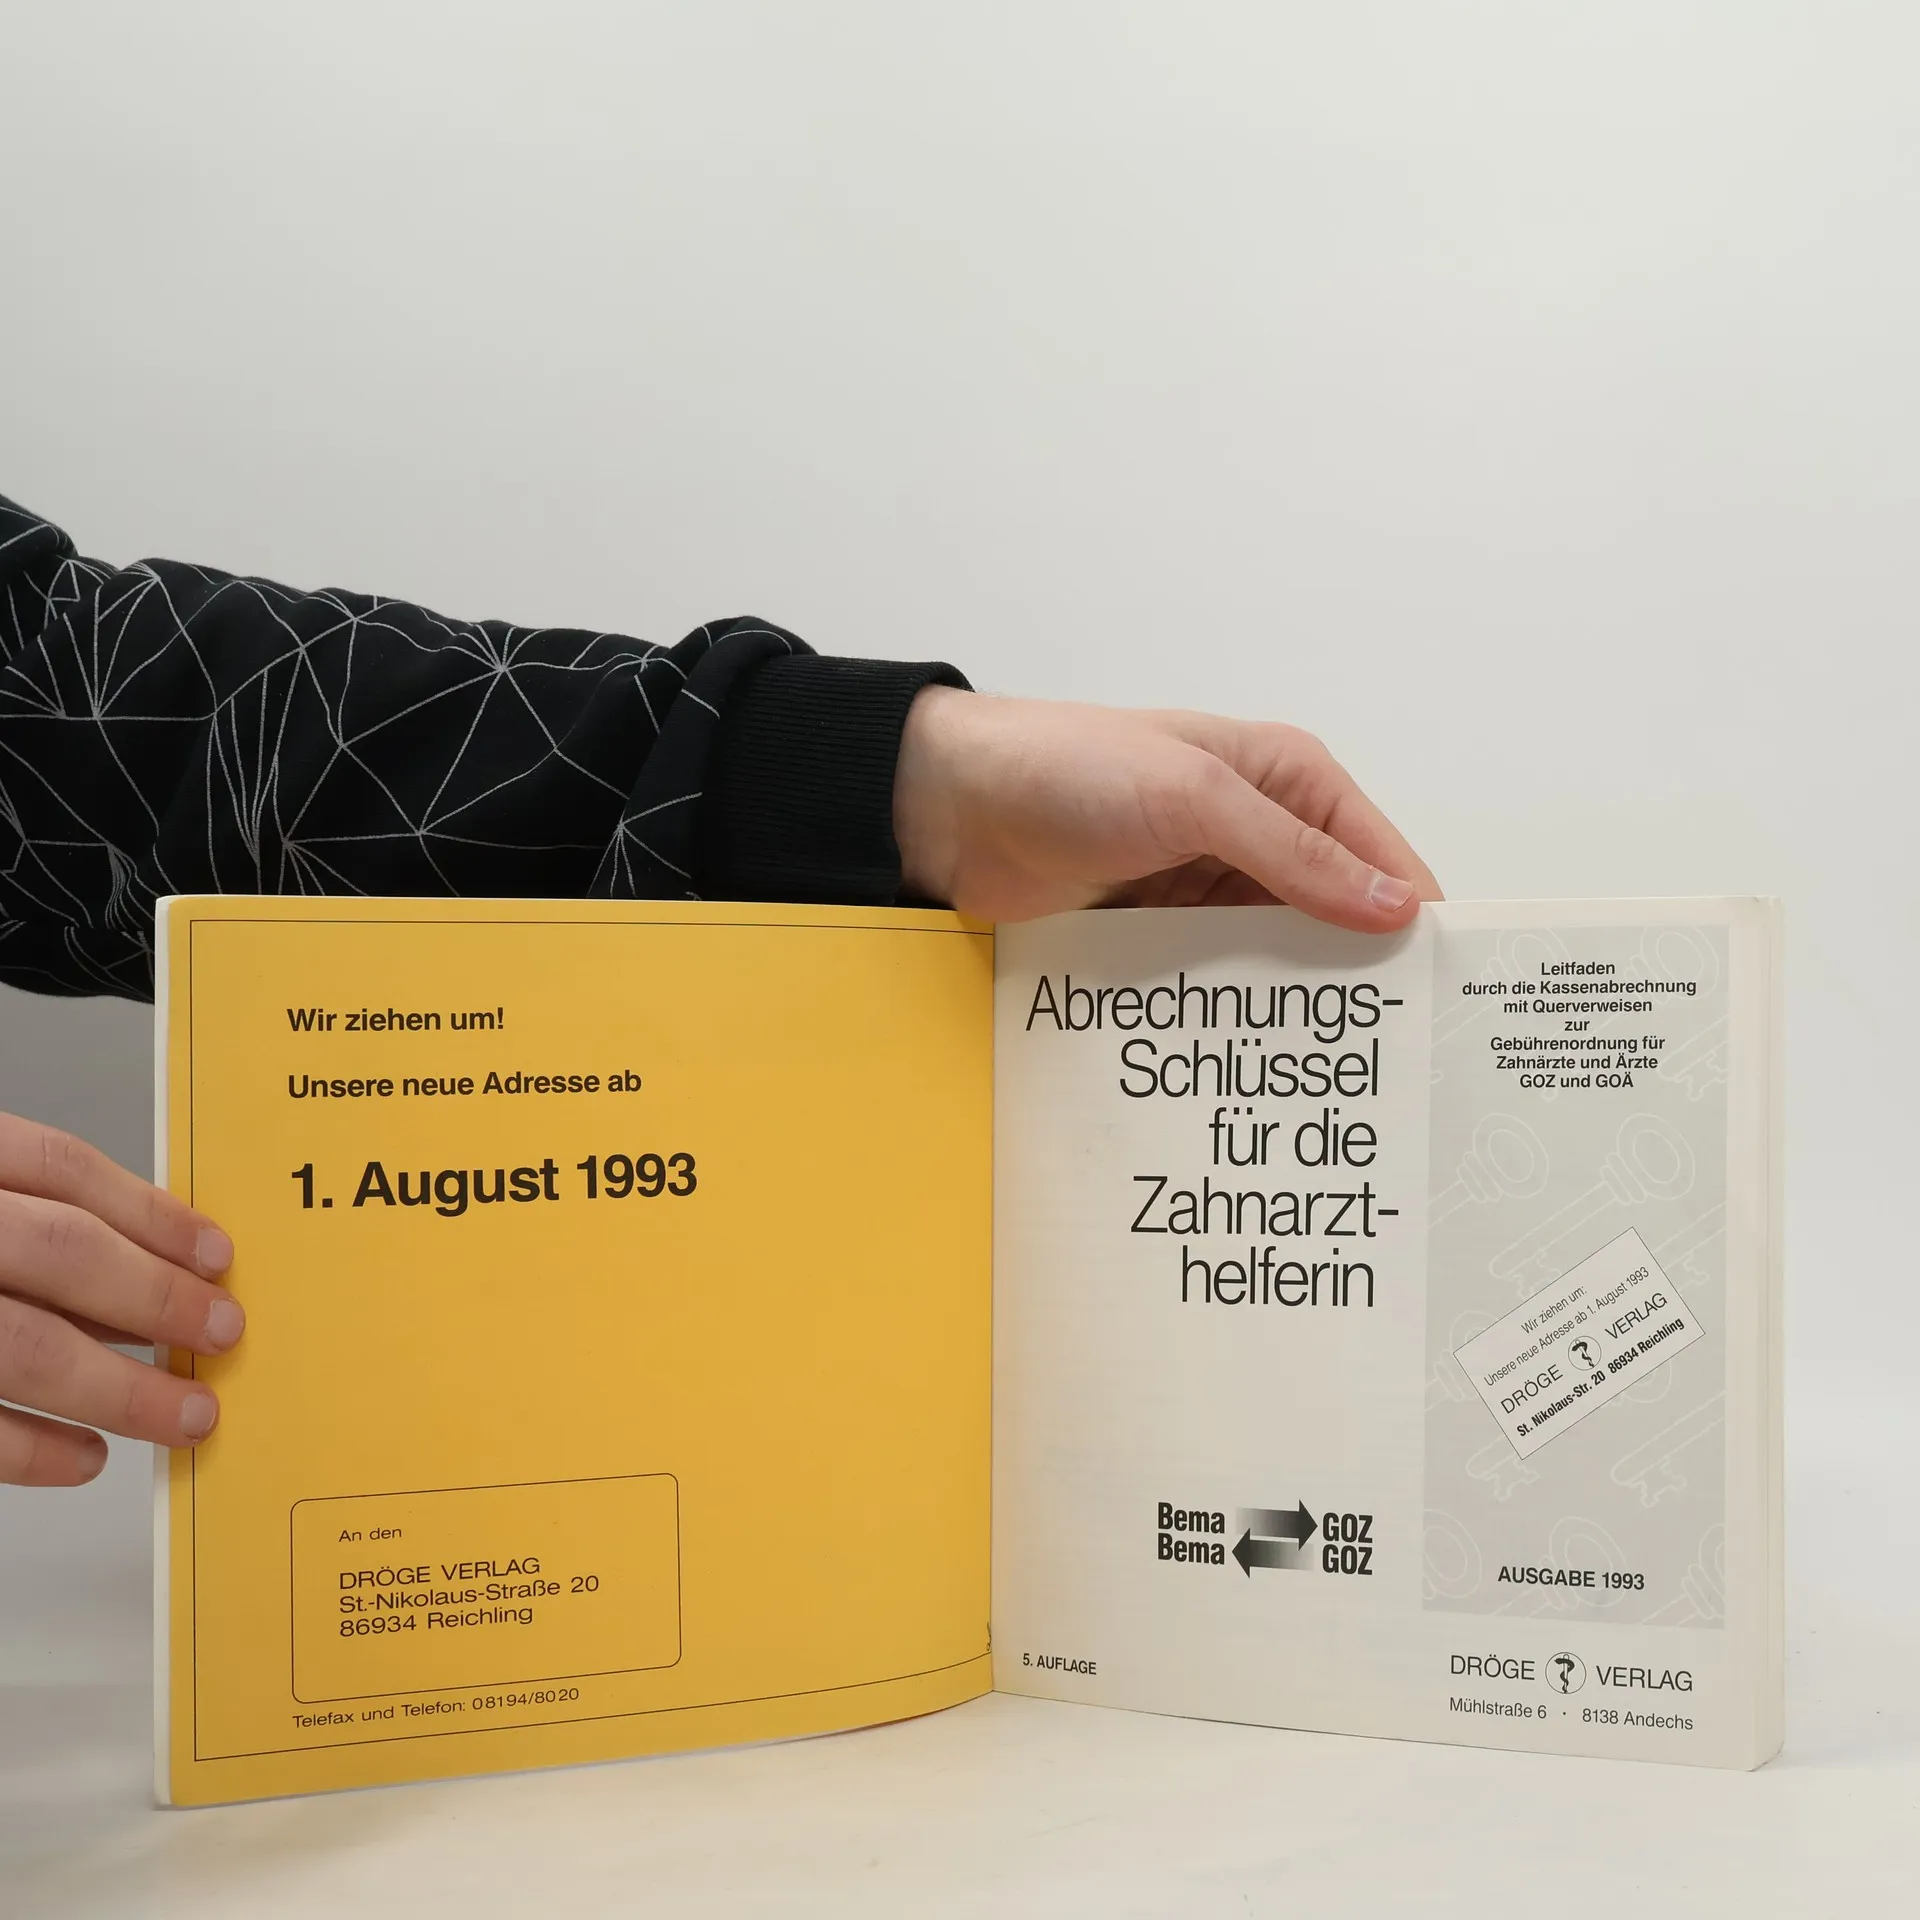 Wir ziehen um!
Unsere neue Adresse ab
1. August 1993
An den
DRÖGE VERLAG
St.-Nikolaus-Straße 20
86934 Reichling
Telefax und Telefon: 08194/8020
Abrechnungs-
Schlüssel
für die
Zahnarzt-
helferin
Bema GOZ
Bema GOZ
5. AUFLAGE
Leitfaden
durch die Kassenabrechnung
mit Querverweisen
zur
Gebührenordnung für
Zahnärzte und Ärzte
GOZ und GOÄ
Wir ziehen um:
Unsere neue Adresse ab 1. August 1993
DRÖGE VERLAG
St. Nikolaus-Str. 20 86934 Reichling
AUSGABE 1993
DRÖGE VERLAG
Mühlstraße 6 · 8138 Andechs